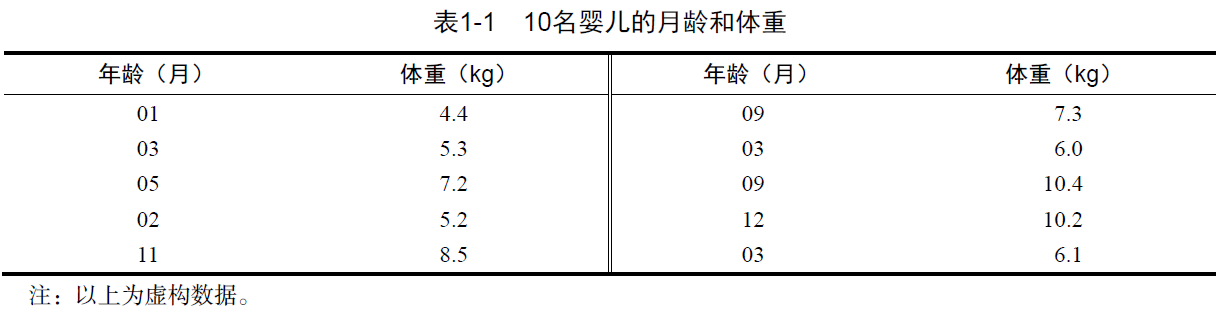 表1-1 10名婴儿的月龄和体重
年龄（月） 体重（kg） 年龄（月） 体重（kg）
01 4.4 09 7.3
03 5.3 03 6.0
05 7.2 09 10.4
02 5.2 12 10.2
11 8.5 03 6.1
注：以上为虚构数据。